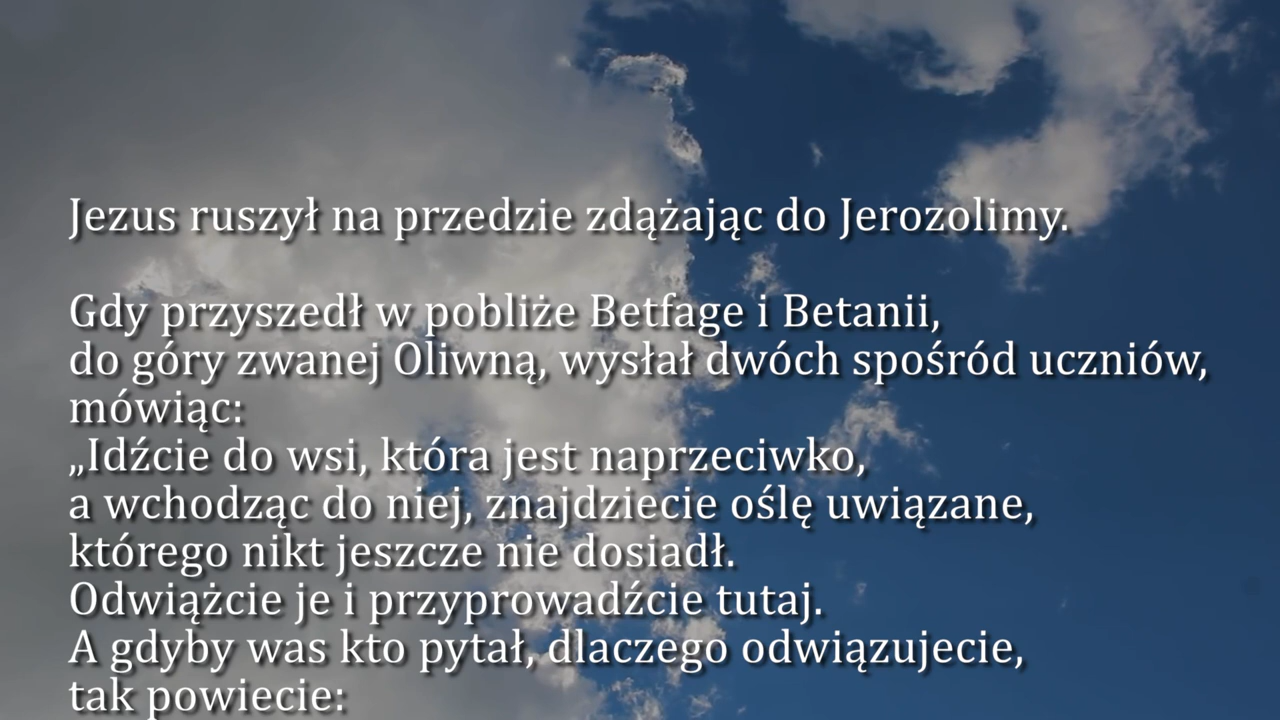 Jezus ruszył na przedzie zdążając do Jerozolimy.
Gdy przyszedł w pobliże Betfage i Betanii,
do góry zwanej Oliwną, wysłał dwóch spośród uczniów,
mówiąc:
„Idźcie do wsi, która jest naprzeciwko,
a wchodząc do niej, znajdziecie oślę uwiązane,
którego nikt jeszcze nie dosiadł.
Odwiążcie je i przyprowadźcie tutaj.
A gdyby was kto pytał, dlaczego odwiązujecie,
tak powiecie: